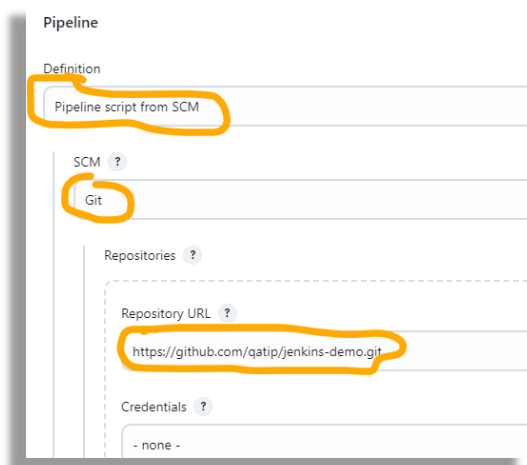 Pipeline
Definition
Pipeline script from SCM
SCM ?
Git
Repositories ?
Repository URL ?
https://github.com/qatip/jenkins-demo.git
Credentials ?
- none -